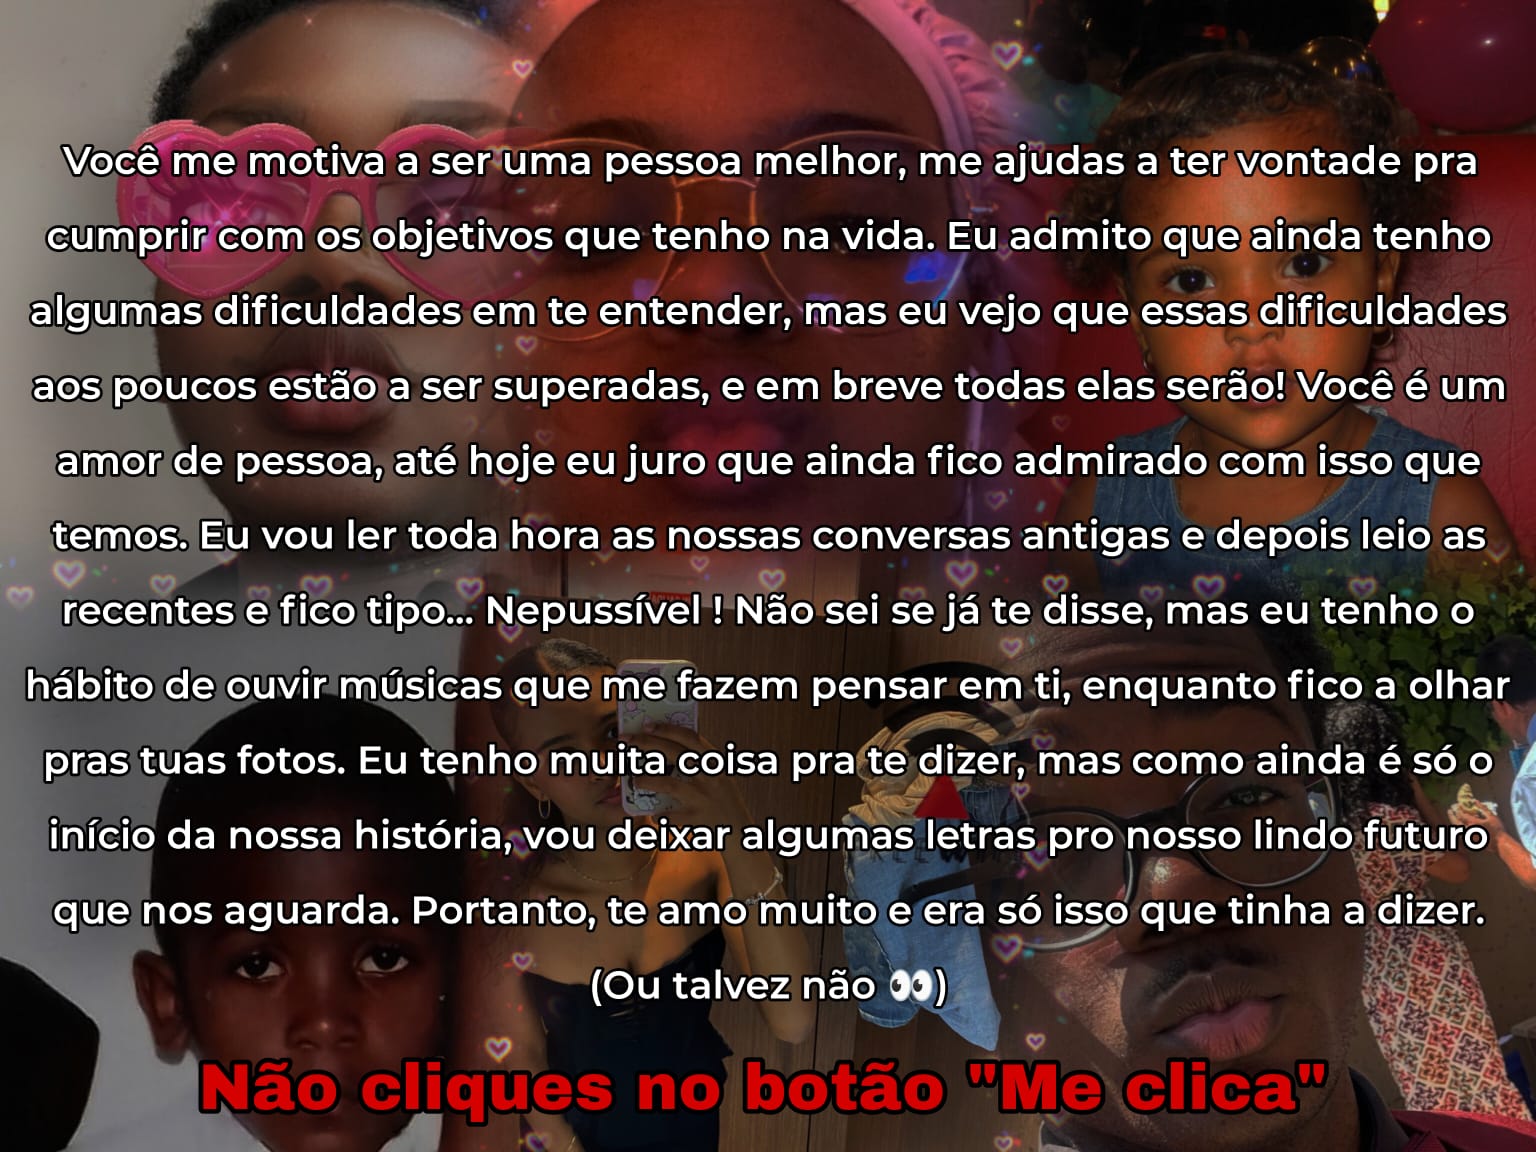 Você me motiva a ser uma pessoa melhor, me ajudas a ter vontade pra
cumprir com os objetivos que tenho na vida. Eu admito que ainda tenho
algumas dificuldades em te entender, mas eu vejo que essas dificuldades
aos poucos estão a ser superadas, e em breve todas elas serão! Você é um
amor de pessoa, até hoje eu juro que ainda fico admirado com isso que
temos. Eu vou ler toda hora as nossas conversas antigas e depois leio as
recentes e fico tipo... Nepussível ! Não sei se já te disse, mas eu tenho o
hábito de ouvir músicas que me fazem pensar em ti, enquanto fico a olhar
pras tuas fotos. Eu tenho muita coisa pra te dizer, mas como ainda é só o
início da nossa história, vou deixar algumas letras pro nosso lindo futuro
que nos aguarda. Portanto, te amo muito e era só isso que tinha a dizer.
(Ou talvez não 👀)
Não cliques no botão "Me clica"